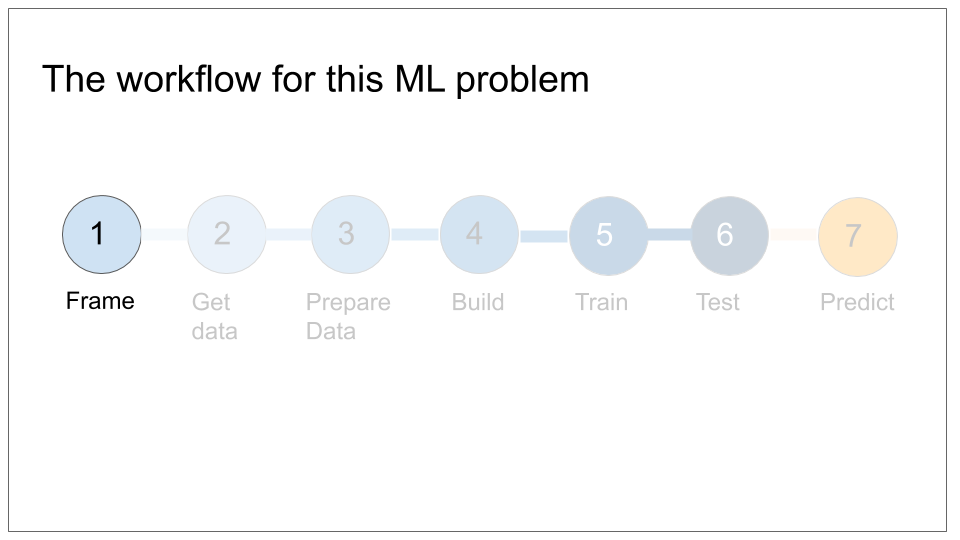 The workflow for this ML problem
1 2 3 4 5 6 7
Frame Get Prepare Build Train Test Predict
data Data